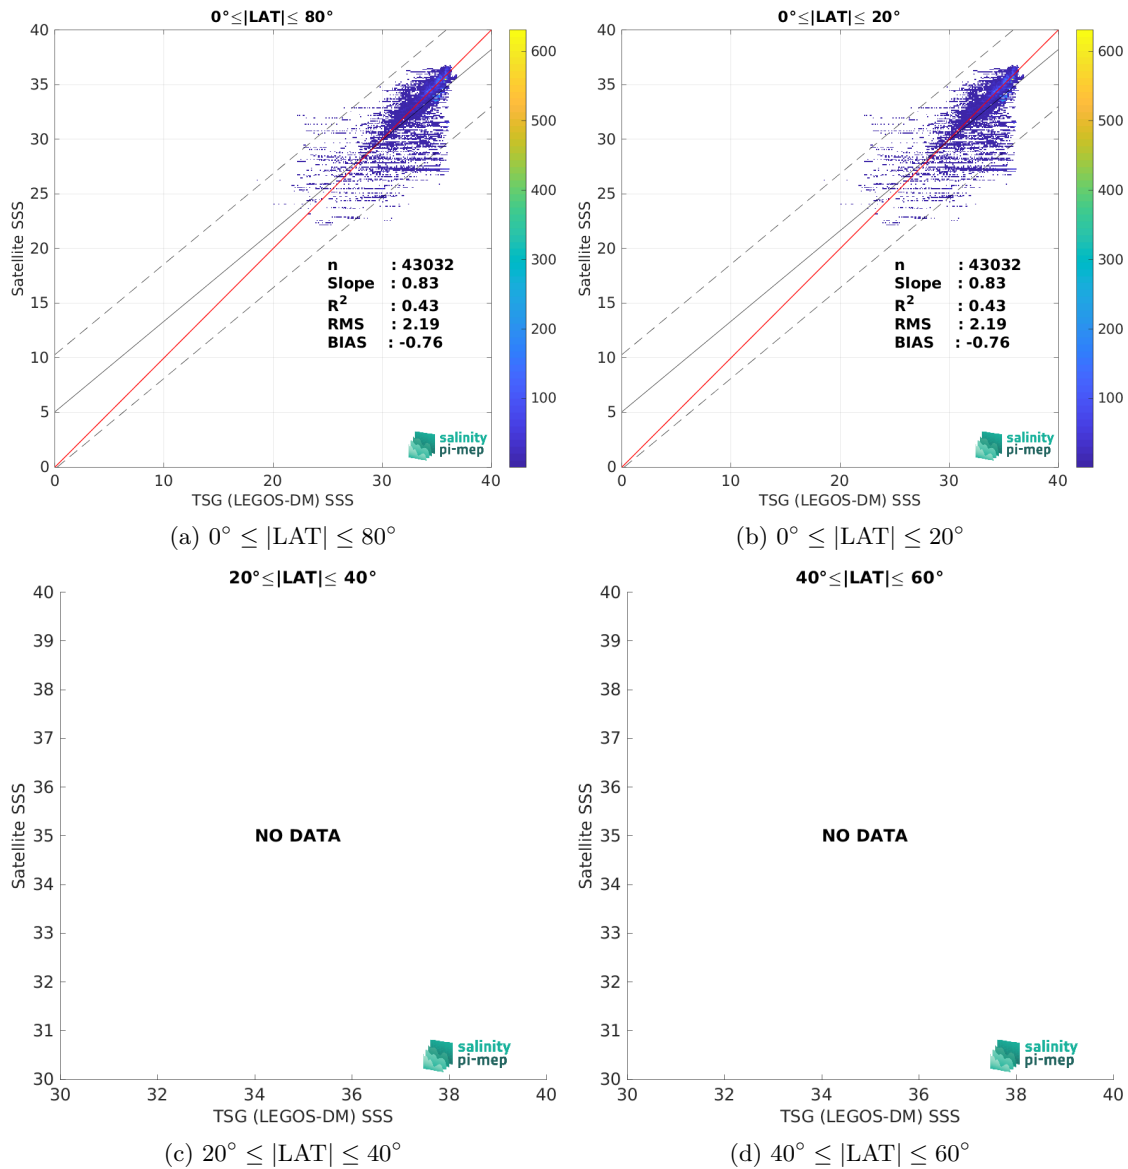 0°≤|LAT|≤ 80°
40
35
30
25
20
15
10
5
0
Satellite SSS
n : 43032
Slope : 0.83
R2 : 0.43
RMS : 2.19
BIAS : -0.76
salinity
pi-mep
0 10 20 30 40
TSG (LEGOS-DM) SSS
600
500
400
300
200
100
(a) 0° ≤ |LAT| ≤ 80°
0°≤|LAT|≤ 20°
40
35
30
25
20
15
10
5
0
Satellite SSS
n : 43032
Slope : 0.83
R2 : 0.43
RMS : 2.19
BIAS : -0.76
salinity
pi-mep
0 10 20 30 40
TSG (LEGOS-DM) SSS
600
500
400
300
200
100
(b) 0° ≤ |LAT| ≤ 20°
20°≤|LAT|≤ 40°
40
39
38
37
36
35
34
33
32
31
30
Satellite SSS
NO DATA
salinity
pi-mep
30 32 34 36 38 40
TSG (LEGOS-DM) SSS
(c) 20° ≤ |LAT| ≤ 40°
40°≤|LAT|≤ 60°
40
39
38
37
36
35
34
33
32
31
30
Satellite SSS
NO DATA
salinity
pi-mep
30 32 34 36 38 40
TSG (LEGOS-DM) SSS
(d) 40° ≤ |LAT| ≤ 60°